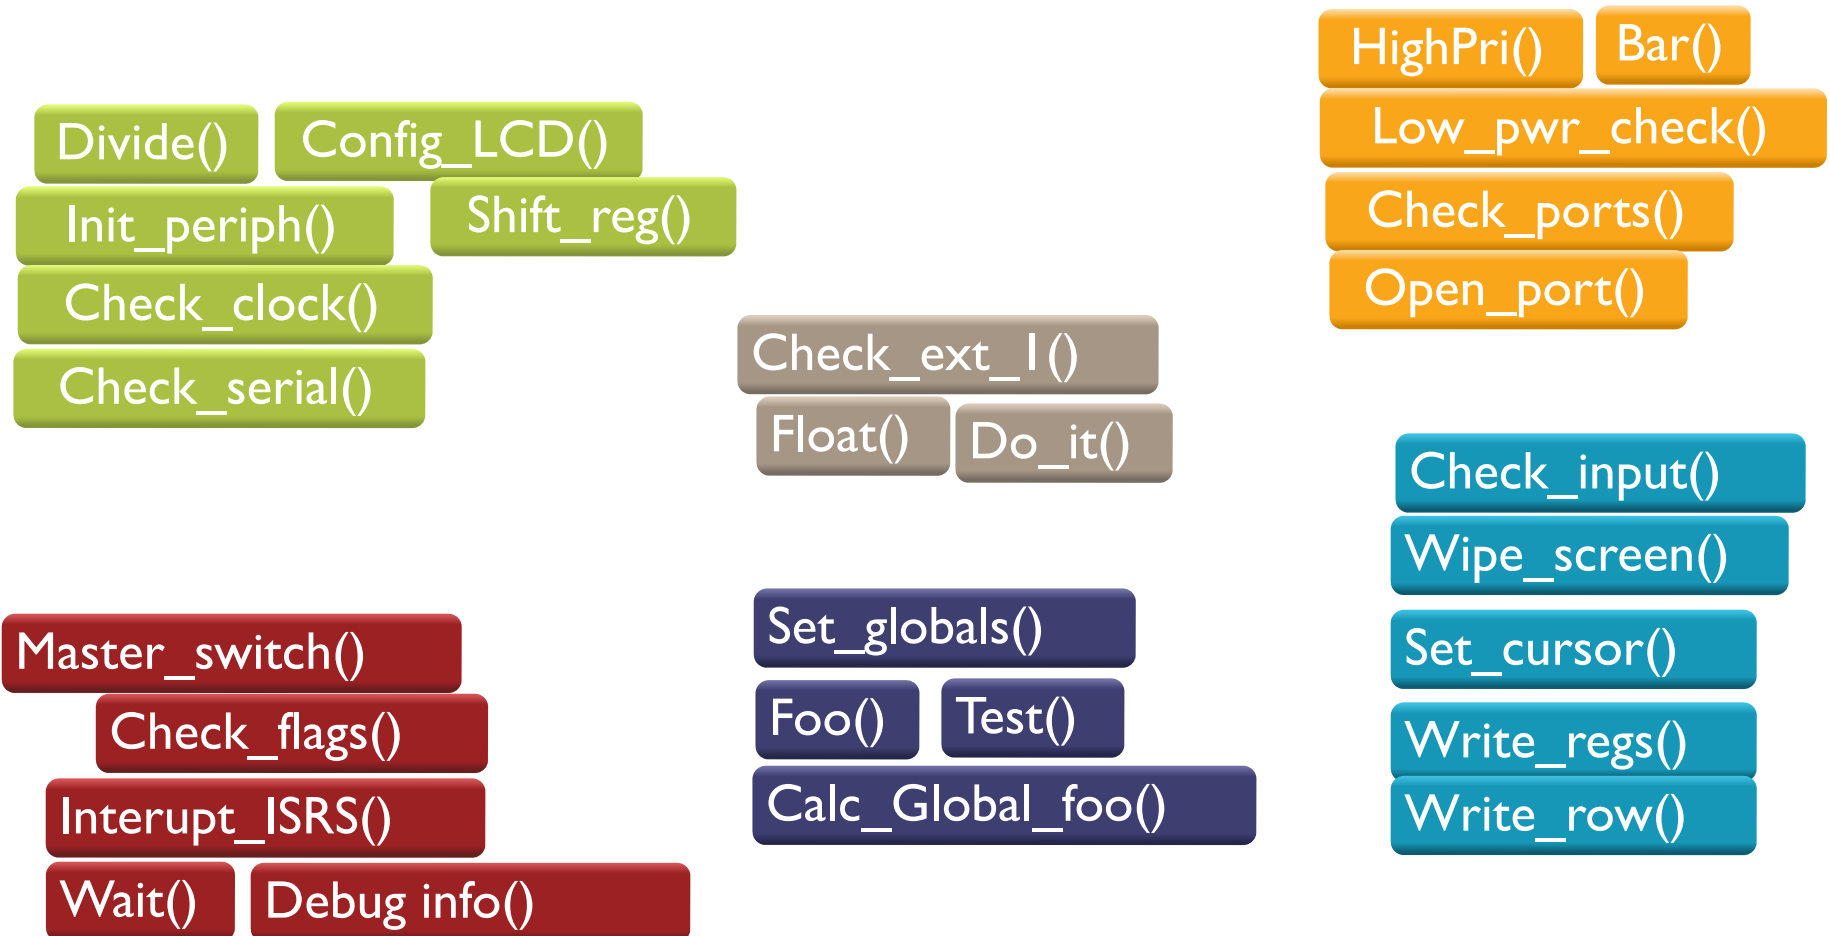 Divide() Config_LCD()
Init_periph() Shift_reg()
Check_clock()
Check_serial()
HighPri() Bar()
Low_pwr_check()
Check_ports()
Open_port()
Check_ext_1()
Float() Do_it()
Check_input()
Wipe_screen()
Set_cursor()
Write_regs()
Write_row()
Master_switch()
Check_flags()
Interupt_ISRS()
Wait() Debug info()
Set_globals()
Foo() Test()
Calc_Global_foo()